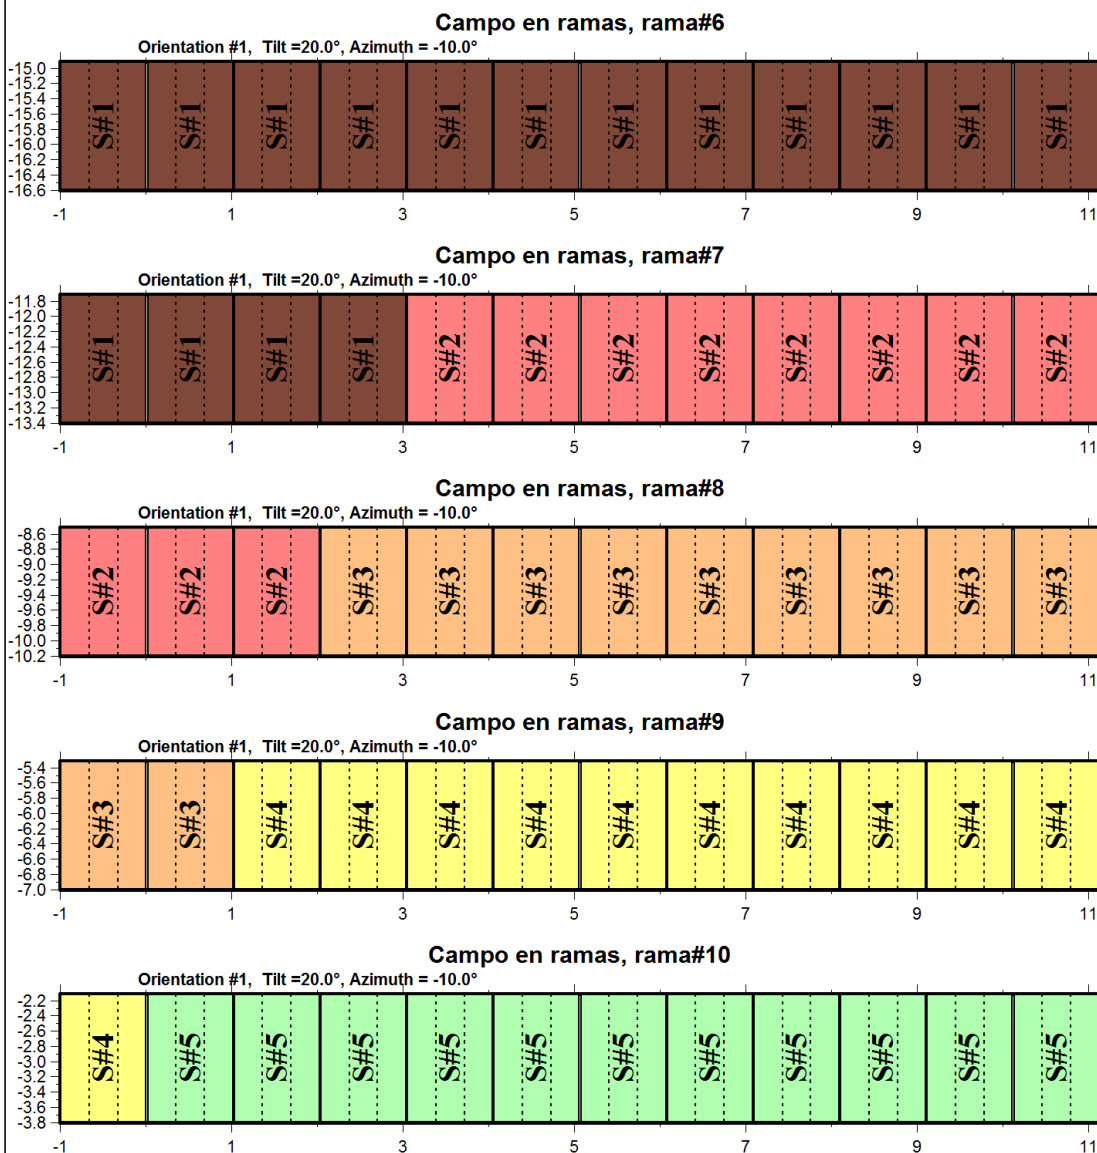 Campo en ramas, rama#6
Orientation #1, Tilt =20.0°, Azimuth = -10.0°
-15.0
-15.2
-15.4
-15.6
-15.8
-16.0
-16.2
-16.4
-16.6
S#1 S#1 S#1 S#1 S#1 S#1 S#1 S#1 S#1 S#1 S#1 S#1
-1 1 3 5 7 9 11
Campo en ramas, rama#7
Orientation #1, Tilt =20.0°, Azimuth = -10.0°
-11.8
-12.0
-12.2
-12.4
-12.6
-12.8
-13.0
-13.2
-13.4
S#1 S#1 S#1 S#1 S#2 S#2 S#2 S#2 S#2 S#2 S#2 S#2
-1 1 3 5 7 9 11
Campo en ramas, rama#8
Orientation #1, Tilt =20.0°, Azimuth = -10.0°
-8.6
-8.8
-9.0
-9.2
-9.4
-9.6
-9.8
-10.0
-10.2
S#2 S#2 S#2 S#3 S#3 S#3 S#3 S#3 S#3 S#3 S#3 S#3
-1 1 3 5 7 9 11
Campo en ramas, rama#9
Orientation #1, Tilt =20.0°, Azimuth = -10.0°
-5.4
-5.6
-5.8
-6.0
-6.2
-6.4
-6.6
-6.8
-7.0
S#3 S#3 S#4 S#4 S#4 S#4 S#4 S#4 S#4 S#4 S#4 S#4
-1 1 3 5 7 9 11
Campo en ramas, rama#10
Orientation #1, Tilt =20.0°, Azimuth = -10.0°
-2.2
-2.4
-2.6
-2.8
-3.0
-3.2
-3.4
-3.6
-3.8
S#4 S#5 S#5 S#5 S#5 S#5 S#5 S#5 S#5 S#5 S#5 S#5
-1 1 3 5 7 9 11